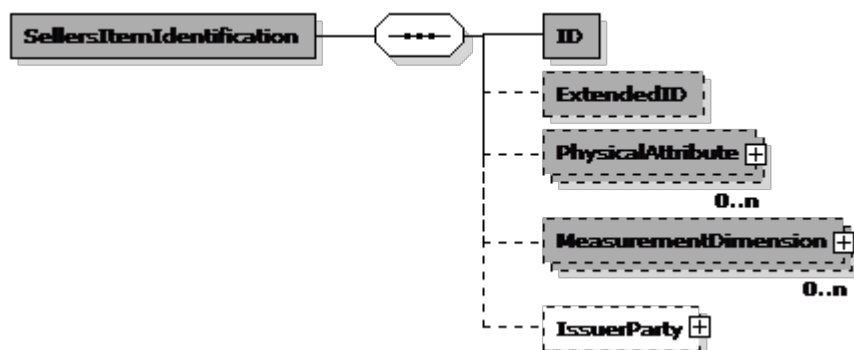 SellersItemIdentification
ID
ExtendedID
PhysicalAttribute
0..n
MeasurementDimension
0..n
IssuerParty